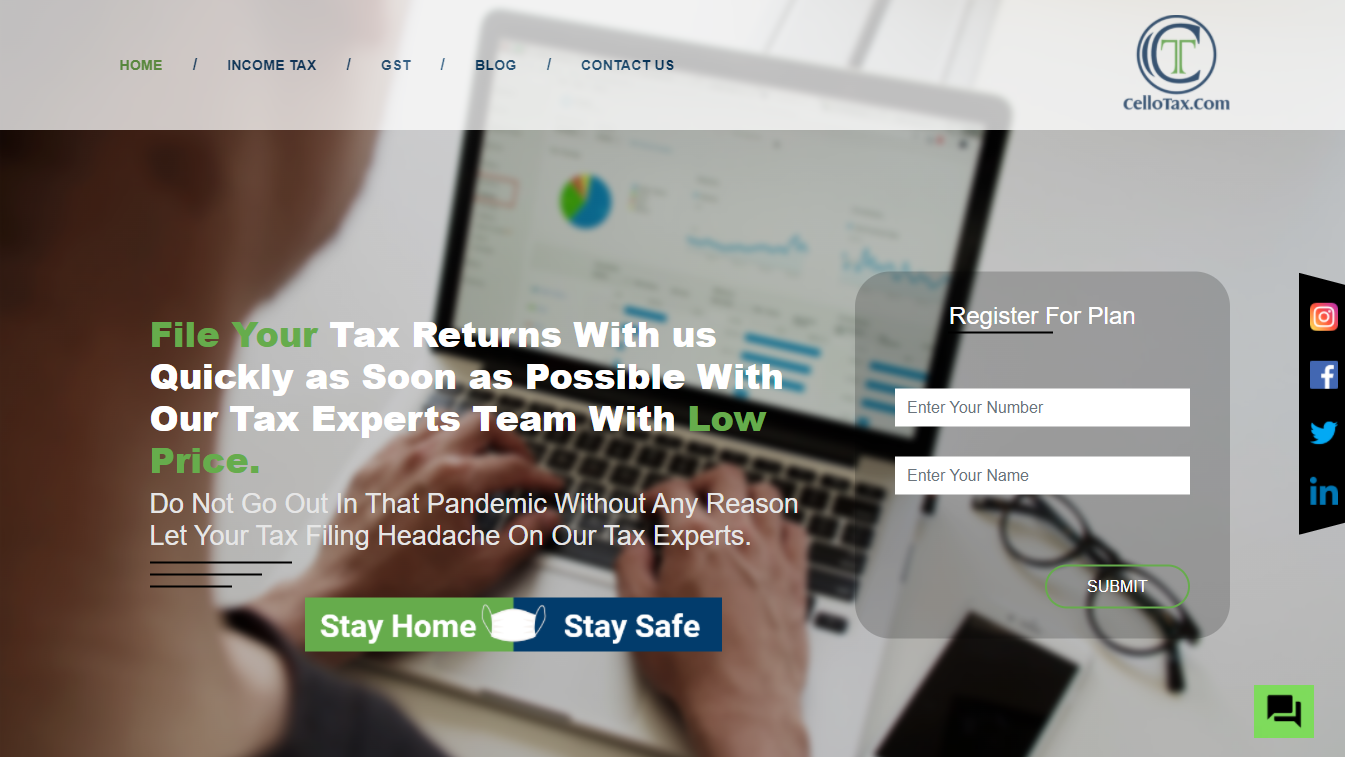 HOME / INCOME TAX / GST / BLOG / CONTACT US
CT
CelloTax.Com
File Your Tax Returns With us
Quickly as Soon as Possible With
Our Tax Experts Team With Low
Price.
Do Not Go Out In That Pandemic Without Any Reason
Let Your Tax Filing Headache On Our Tax Experts.
Stay Home Stay Safe
Register For Plan
Enter Your Number
Enter Your Name
SUBMIT